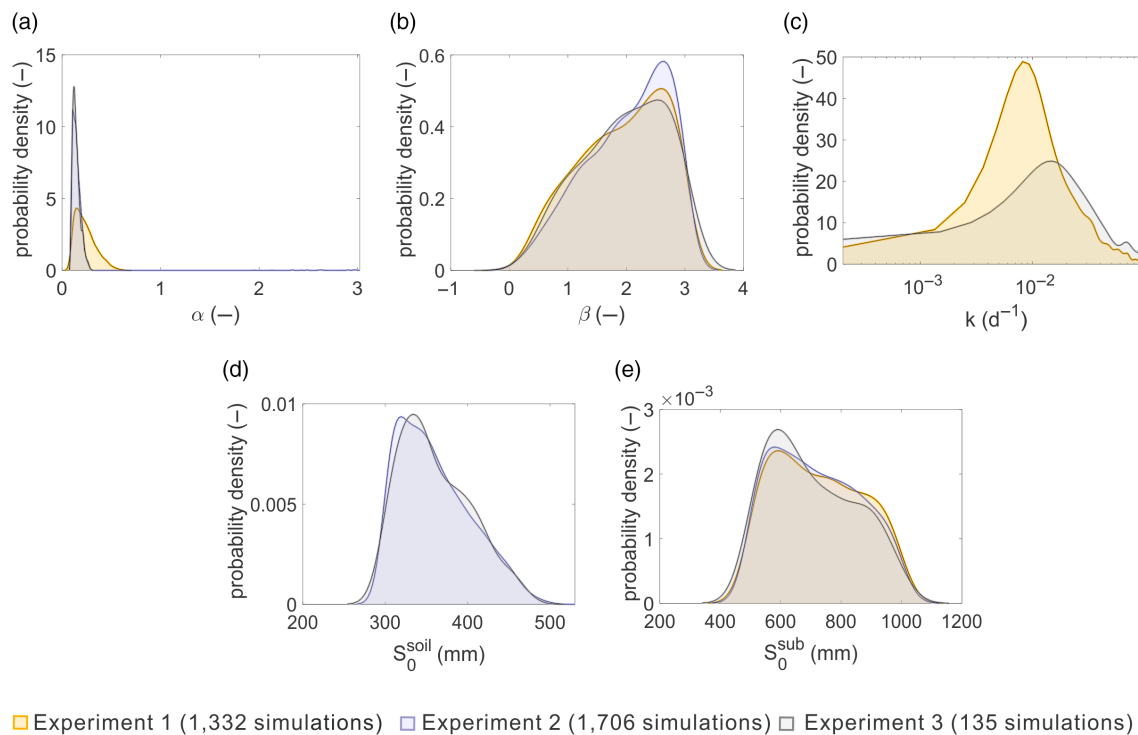 (a)
(b)
(c)
probability density (–)
15
10
5
0
0
1
2
3
α (–)
probability density (–)
0.6
0.4
0.2
0
−1
0
1
2
3
4
β (–)
probability density (–)
50
40
30
20
10
0
10−3
10−2
k (d−1)
(d)
(e)
probability density (–)
0.01
0.005
0
200
300
400
500
S0soil (mm)
probability density (–)
×10−3
3
2
1
0
200
400
600
800
1000
1200
S0sub (mm)
Experiment 1 (1,332 simulations) Experiment 2 (1,706 simulations) Experiment 3 (135 simulations)